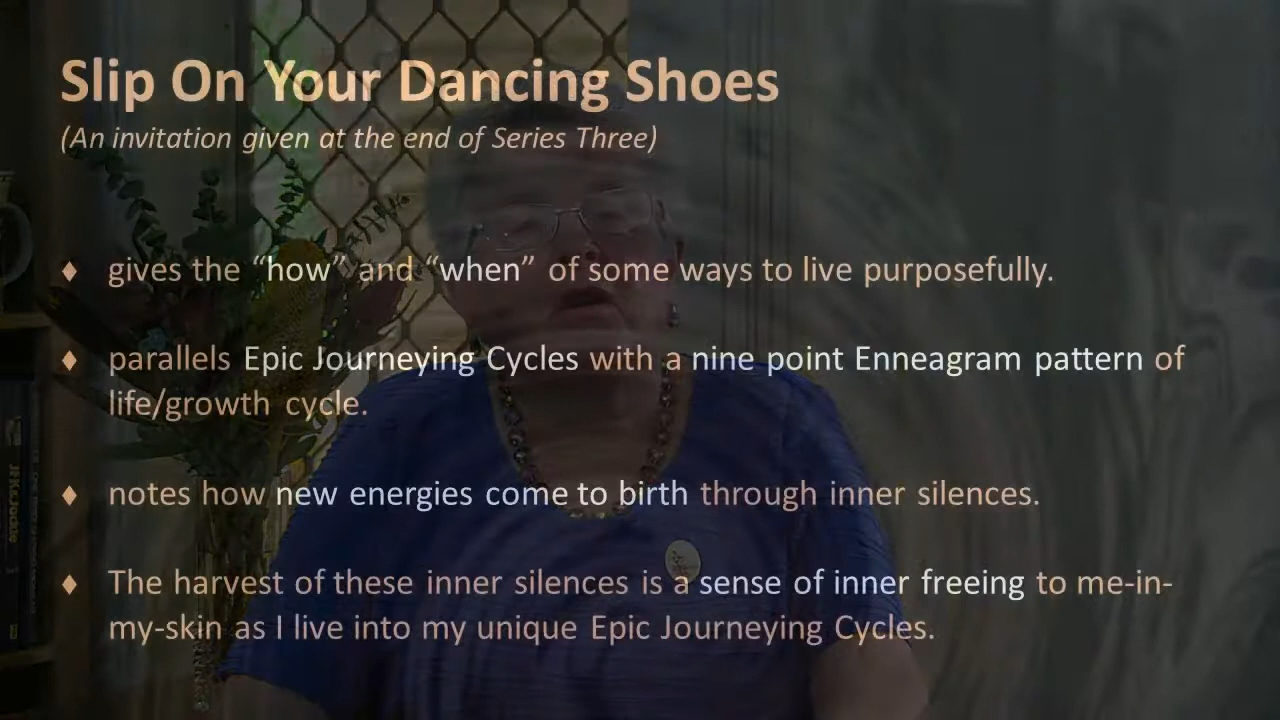 Slip On Your Dancing Shoes
(An invitation given at the end of Series Three)
♦ gives the “how” and “when” of some ways to live purposefully.
♦ parallels Epic Journeying Cycles with a nine point Enneagram pattern of
life/growth cycle.
♦ notes how new energies come to birth through inner silences.
♦ The harvest of these inner silences is a sense of inner freeing to me-in-
my-skin as I live into my unique Epic Journeying Cycles.